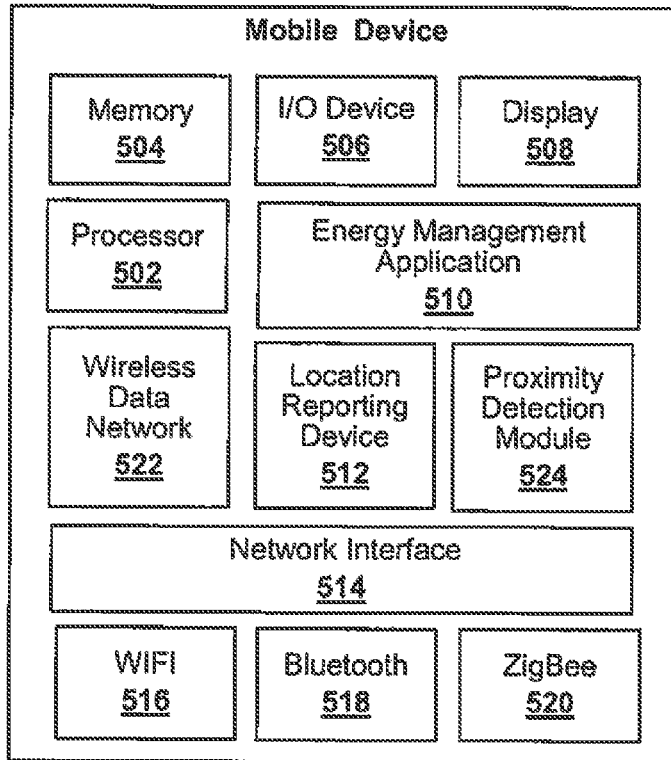 Mobile Device
Memory
504
I/O Device
506
Display
508
Processor
502
Energy Management
Application
510
Wireless
Data
Network
522
Location
Reporting
Device
512
Proximity
Detection
Module
524
Network Interface
514
WIFI
516
Bluetooth
518
ZigBee
520